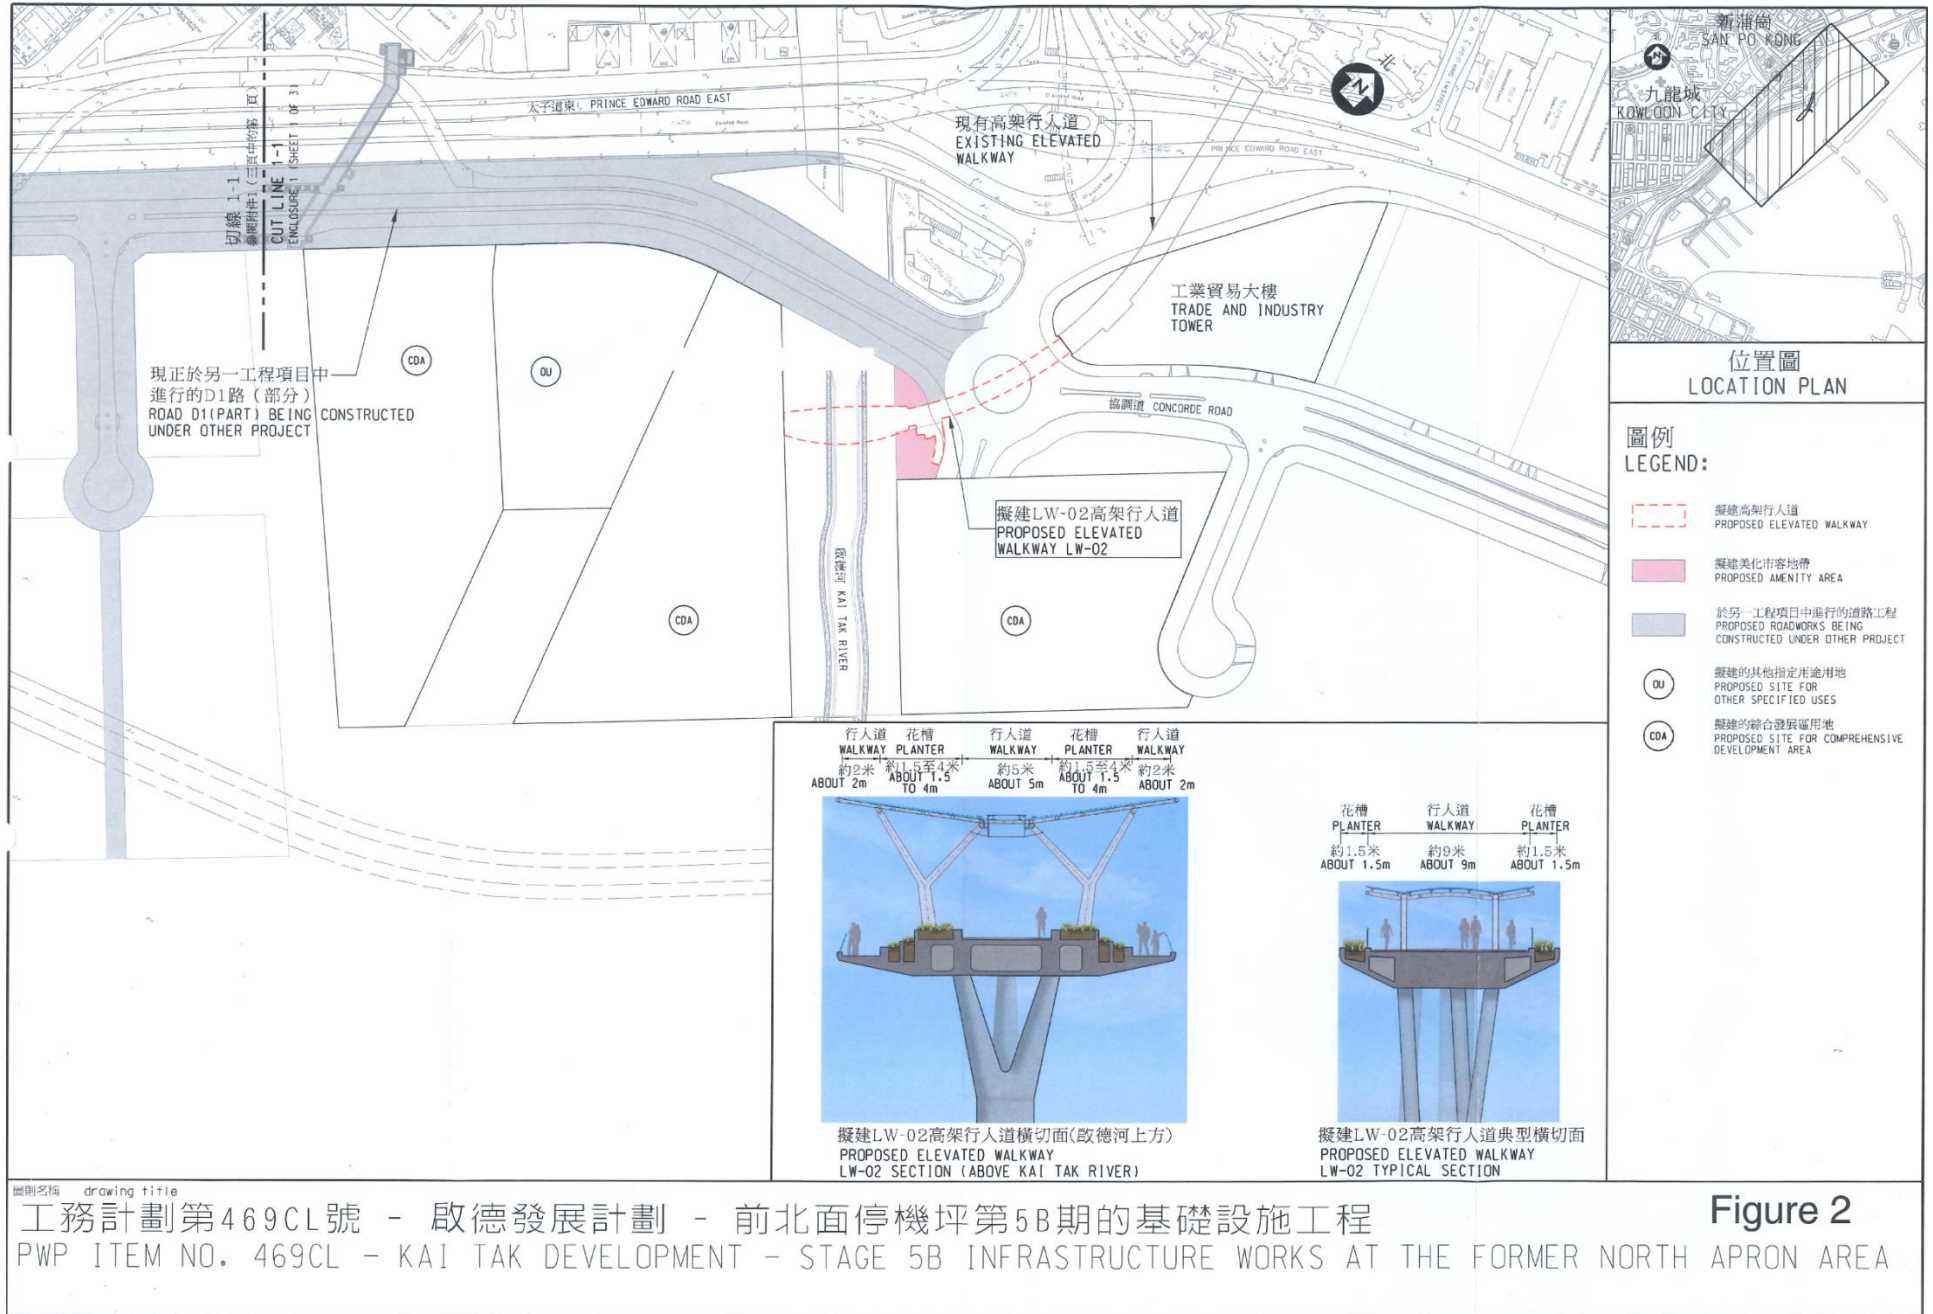 太子道東 PRINCE EDWARD ROAD EAST
現有高架行人道
EXISTING ELEVATED
WALKWAY
北
PRINCE EDWARD ROAD EAST
切線 1-1
參閱附件1(三頁中的第一頁)
CUT LINE 1-1
ENCLOSURE 1 (SHEET 1 OF 3)
工業貿易大樓
TRADE AND INDUSTRY
TOWER
現正於另一工程項目中
進行的D1路(部分)
ROAD D1(PART) BEING CONSTRUCTED
UNDER OTHER PROJECT
CDA
OU
協調道 CONCORDE ROAD
擬建LW-02高架行人道
PROPOSED ELEVATED
WALKWAY LW-02
啟德河 KAI TAK RIVER
CDA
CDA
新蒲崗
SAN PO KONG
北
九龍城
KOWLOON CITY
位置圖
LOCATION PLAN
圖例
LEGEND:
擬建高架行人道
PROPOSED ELEVATED WALKWAY
擬建美化市容地帶
PROPOSED AMENITY AREA
於另一工程項目中進行的道路工程
PROPOSED ROADWORKS BEING
CONSTRUCTED UNDER OTHER PROJECT
OU
擬建的其他指定用途用地
PROPOSED SITE FOR
OTHER SPECIFIED USES
CDA
擬建的綜合發展區用地
PROPOSED SITE FOR COMPREHENSIVE
DEVELOPMENT AREA
行人道 花槽 行人道 花槽 行人道
WALKWAY PLANTER WALKWAY PLANTER WALKWAY
約2米 約1.5至4米 約5米 約1.5至4米 約2米
ABOUT 2m ABOUT 1.5 TO 4m ABOUT 5m ABOUT 1.5 TO 4m ABOUT 2m
擬建LW-02高架行人道橫切面(啟德河上方)
PROPOSED ELEVATED WALKWAY
LW-02 SECTION (ABOVE KAI TAK RIVER)
花槽 行人道 花槽
PLANTER WALKWAY PLANTER
約1.5米 約9米 約1.5米
ABOUT 1.5m ABOUT 9m ABOUT 1.5m
擬建LW-02高架行人道典型橫切面
PROPOSED ELEVATED WALKWAY
LW-02 TYPICAL SECTION
圖則名稱 drawing title
工務計劃第469CL號 - 啟德發展計劃 - 前北面停機坪第5B期的基礎設施工程
PWP ITEM NO. 469CL - KAI TAK DEVELOPMENT - STAGE 5B INFRASTRUCTURE WORKS AT THE FORMER NORTH APRON AREA
Figure 2